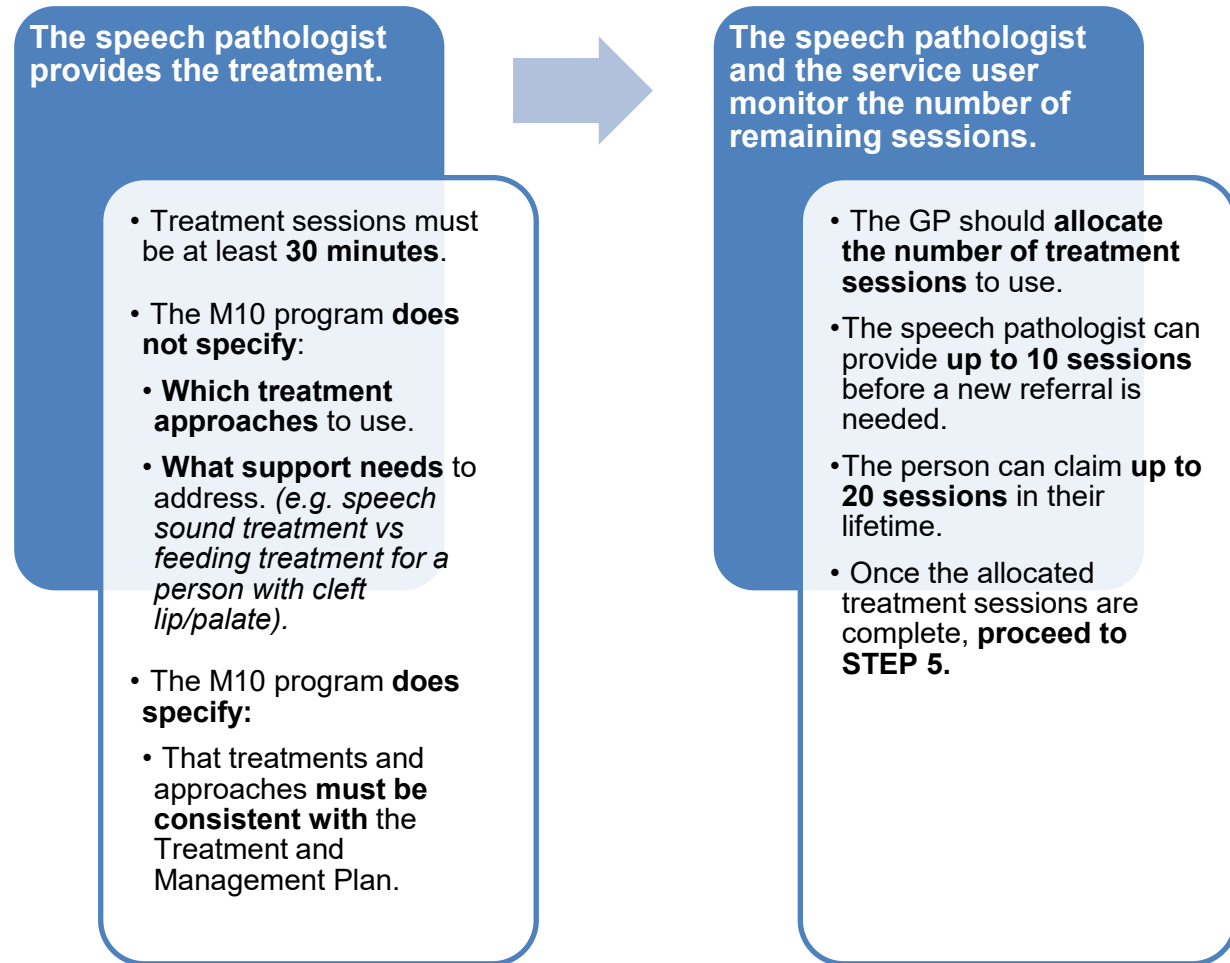 The speech pathologist
provides the treatment.
• Treatment sessions must
be at least 30 minutes.
• The M10 program does
not specify:
• Which treatment
approaches to use.
• What support needs to
address. (e.g. speech
sound treatment vs
feeding treatment for a
person with cleft
lip/palate).
• The M10 program does
specify:
• That treatments and
approaches must be
consistent with the
Treatment and
Management Plan.
The speech pathologist
and the service user
monitor the number of
remaining sessions.
• The GP should allocate
the number of treatment
sessions to use.
•The speech pathologist can
provide up to 10 sessions
before a new referral is
needed.
•The person can claim up to
20 sessions in their
lifetime.
• Once the allocated
treatment sessions are
complete, proceed to
STEP 5.